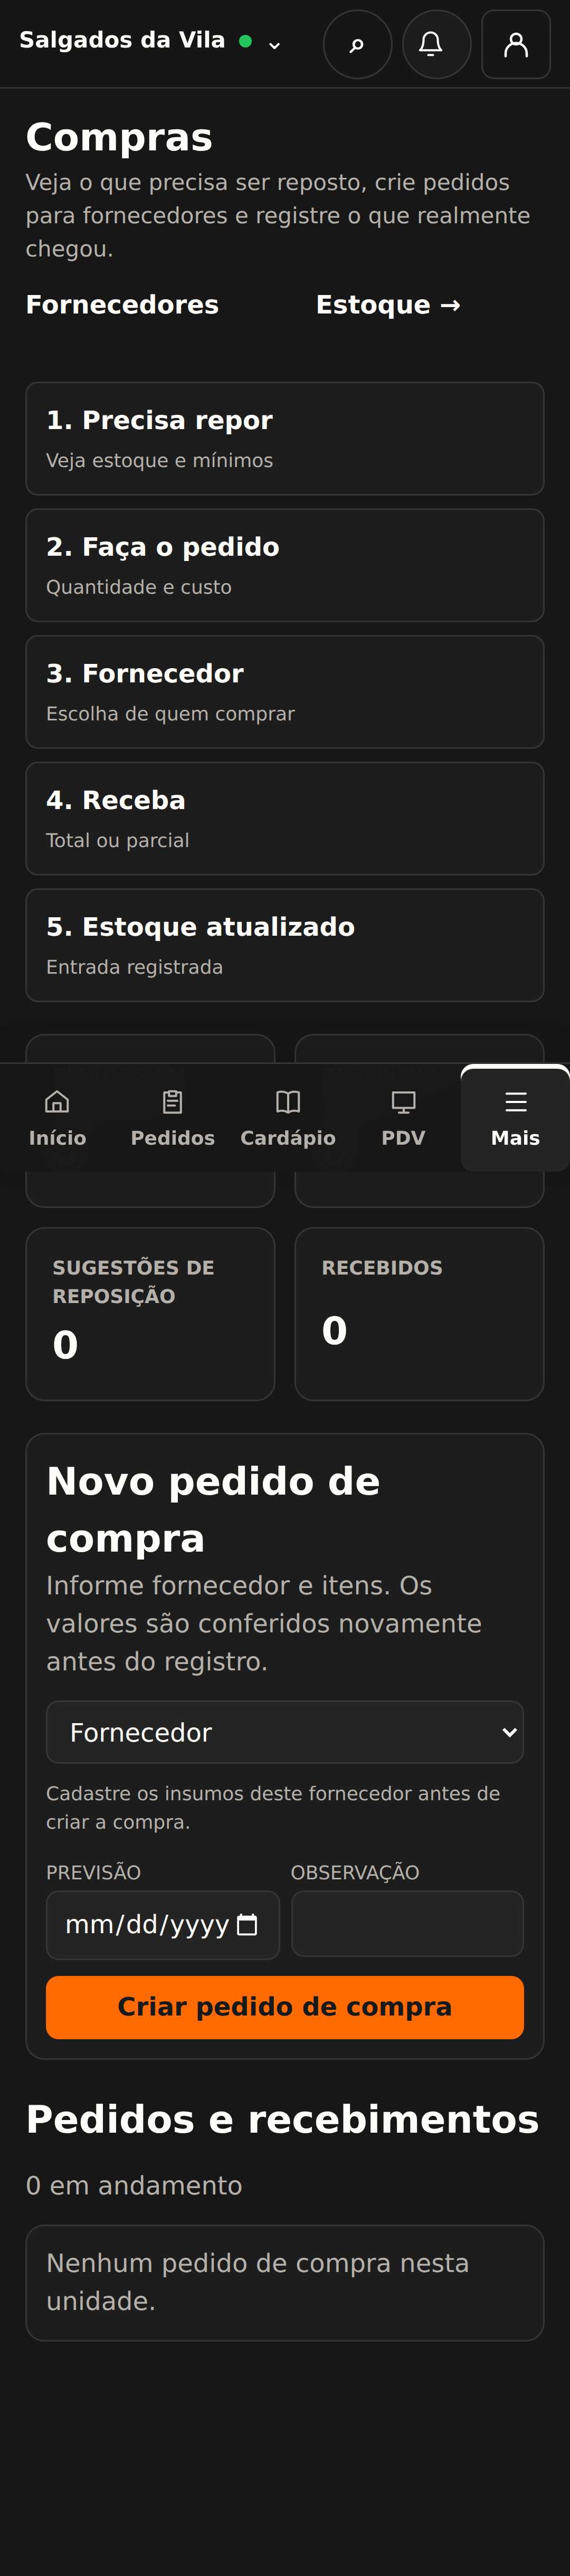 Salgados da Vila
Compras
Veja o que precisa ser reposto, crie pedidos
para fornecedores e registre o que realmente
chegou.
Fornecedores
Estoque →
1. Precisa repor
Veja estoque e mínimos
2. Faça o pedido
Quantidade e custo
3. Fornecedor
Escolha de quem comprar
4. Receba
Total ou parcial
5. Estoque atualizado
Entrada registrada
Início
Pedidos
Cardápio
PDV
Mais
SUGESTÕES DE
REPOSIÇÃO
0
RECEBIDOS
0
Novo pedido de
compra
Informe fornecedor e itens. Os
valores são conferidos novamente
antes do registro.
Fornecedor
Cadastre os insumos deste fornecedor antes de
criar a compra.
PREVISÃO
OBSERVAÇÃO
mm/dd/yyyy
Criar pedido de compra
Pedidos e recebimentos
0 em andamento
Nenhum pedido de compra nesta
unidade.